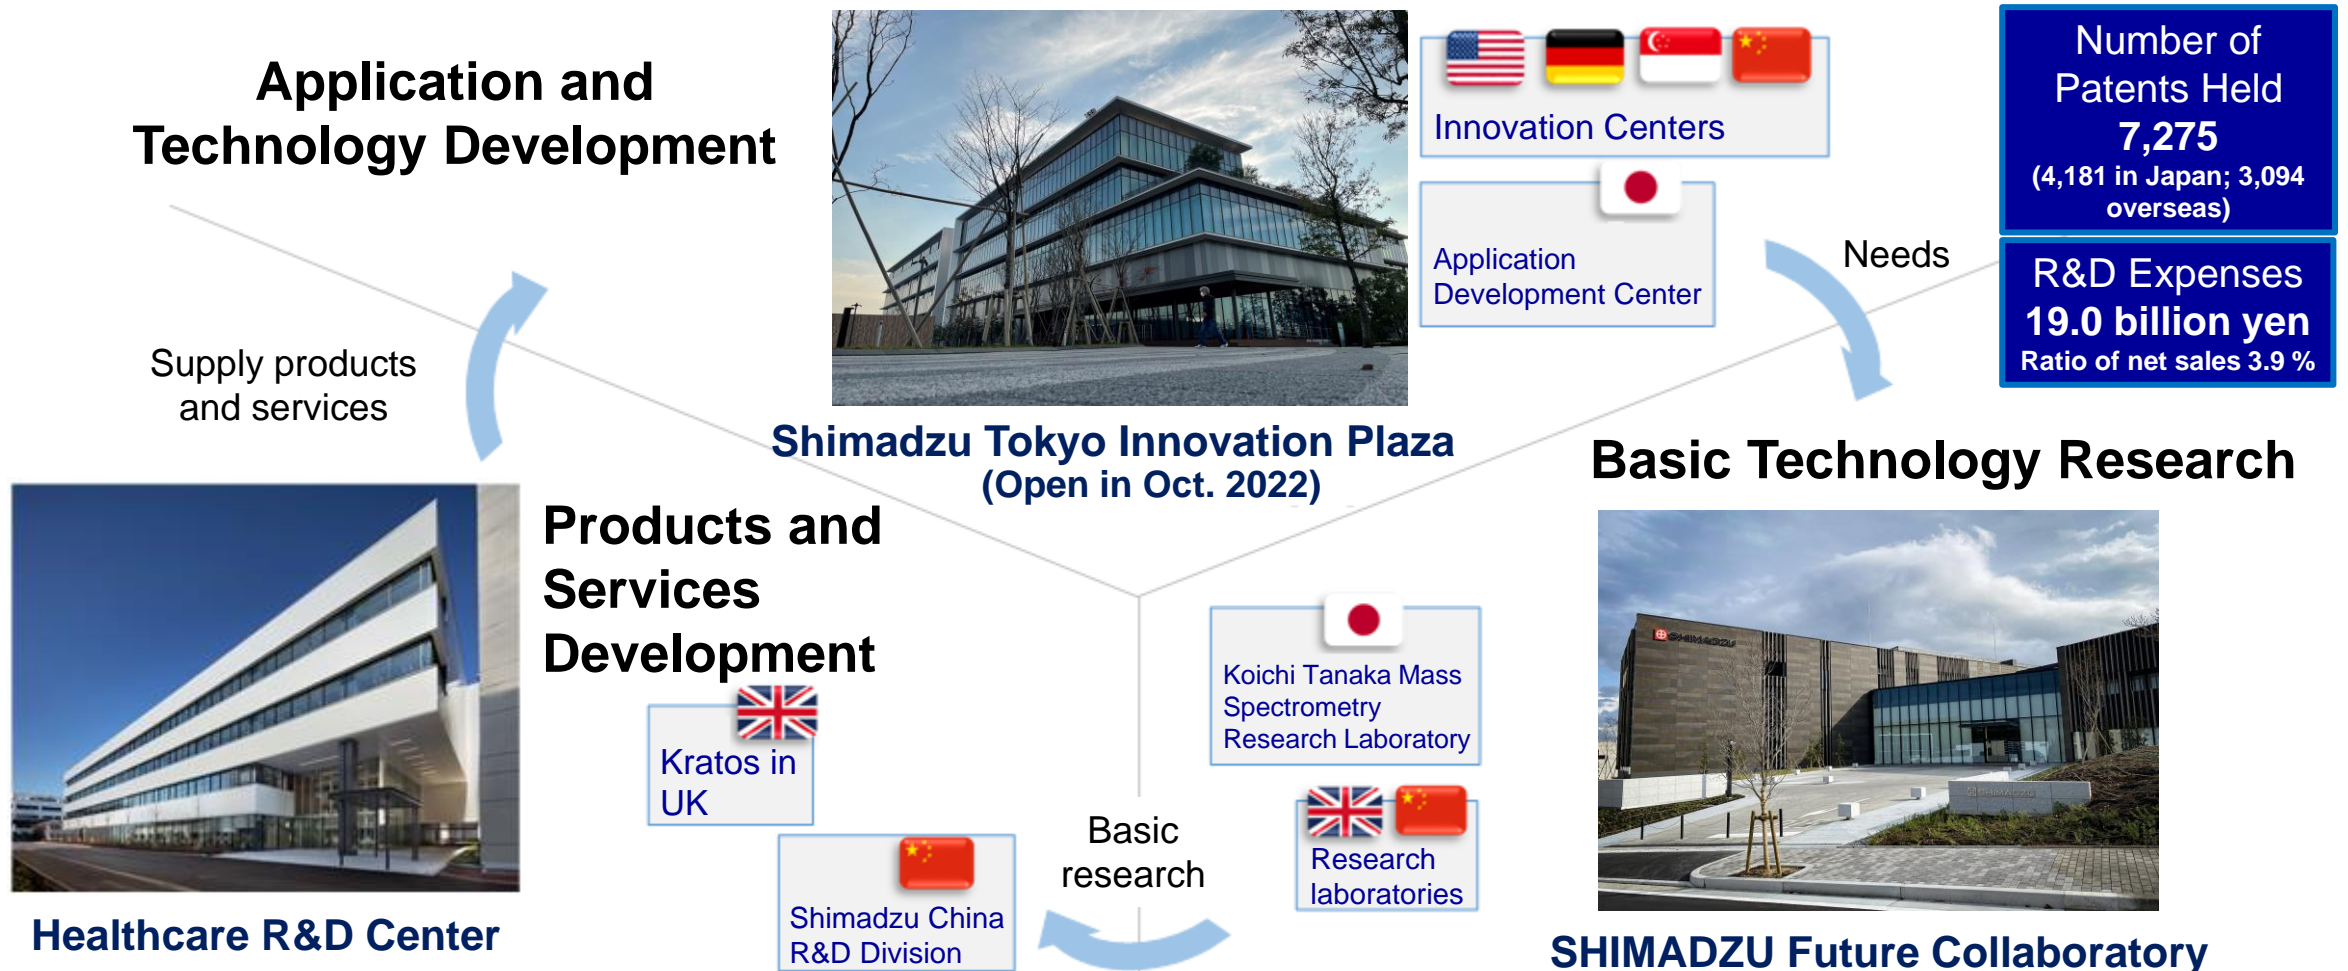 Application and
Technology Development
Innovation Centers
Application
Development Center
Needs
Number of
Patents Held
7,275
(4,181 in Japan; 3,094
overseas)
R&D Expenses
19.0 billion yen
Ratio of net sales 3.9 %
Supply products
and services
Shimadzu Tokyo Innovation Plaza
(Open in Oct. 2022)
Basic Technology Research
Products and
Services
Development
Kratos in
UK
Shimadzu China
R&D Division
Basic
research
Koichi Tanaka Mass
Spectrometry
Research Laboratory
Research
laboratories
SHIMADZU
SHIMADZU
Healthcare R&D Center
SHIMADZU Future Collaboratory